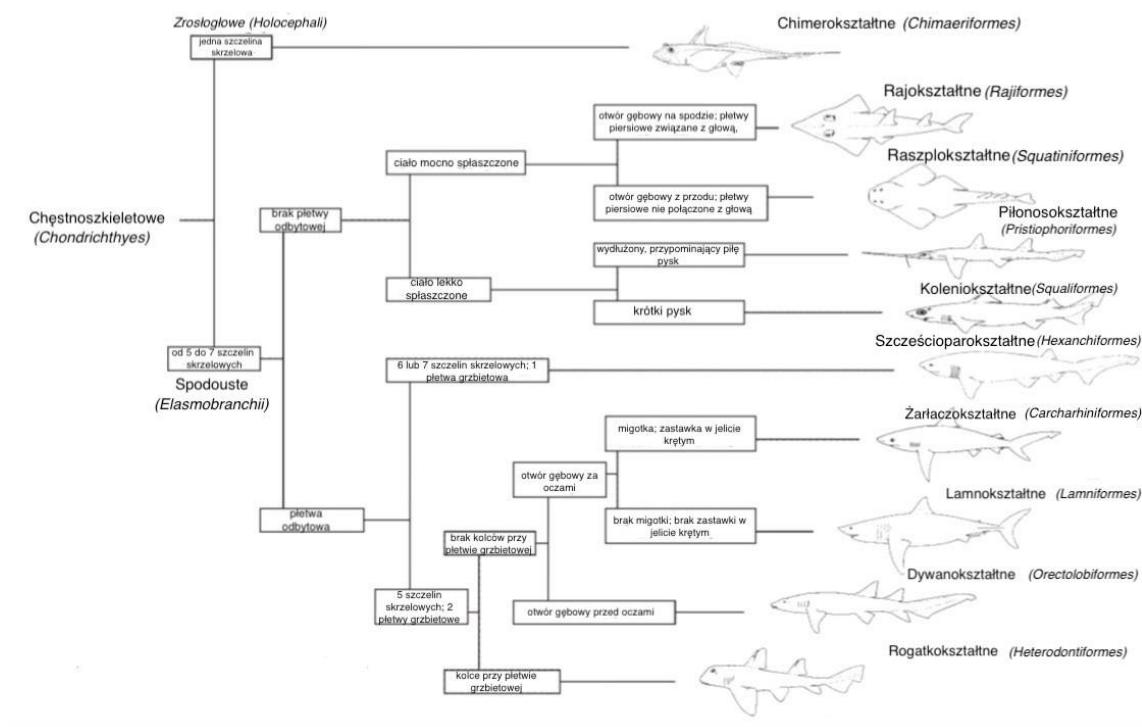 Zrosłogłowe (Holocephali)
jedna szczelina
skrzelowa
Chimerokształtne (Chimaeriformes)
Rajokształtne (Rajiformes)
otwór gębowy na spodzie; płetwy
piersiowe związane z głową,
ciało mocno spłaszczone
Raszplokształtne (Squatiniformes)
otwór gębowy z przodu; płetwy
piersiowe nie połączone z głową
Chęstnoszkieletowe
(Chondrichthyes)
brak płetwy
odbytowej
Piłonosokształtne
(Pristiophoriformes)
wydłużony, przypominający piłę
pysk
ciało lekko
spłaszczone
Koleniokształtne(Squaliformes)
krótki pysk
Szcześcioparokształtne (Hexanchiformes)
od 5 do 7 szczelin
skrzelowych
Spodouste
(Elasmobranchii)
6 lub 7 szczelin skrzelowych; 1
płetwa grzbietowa
Żarłaczokształtne (Carcharhiniformes)
migotka; zastawka w jelicie
krętym
otwór gębowy za
oczami
Lamnokształtne (Lamniformes)
płetwa
odbytowa
brak migotki; brak zastawki w
jelicie krętym
brak kolców przy
płetwie grzbietowej
Dywanokształtne (Orectolobiformes)
5 szczelin
skrzelowych; 2
płetwy grzbietowe
otwór gębowy przed oczami
Rogatkokształtne (Heterodontiformes)
kolce przy płetwie
grzbietowej